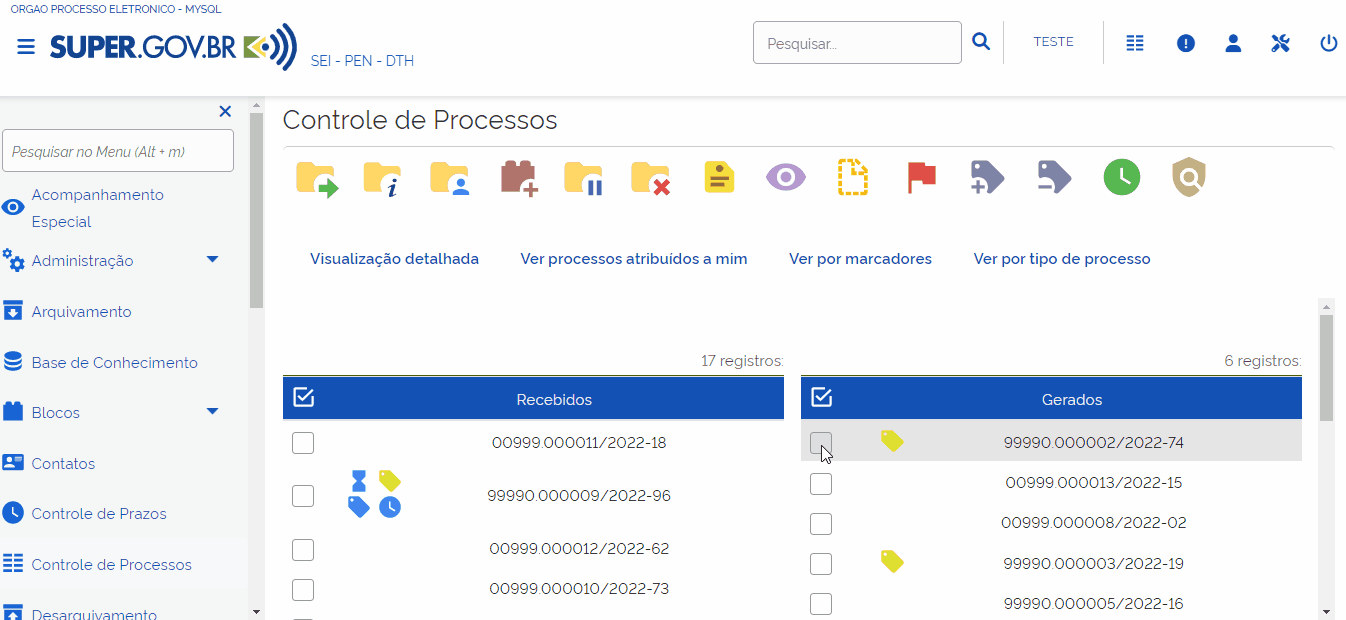 ORGAO PROCESSO ELETRONICO - MYSQL
SUPER.GOV.BR
SEI - PEN - DTH
Pesquisar...
TESTE
Pesquisar no Menu (Alt + m)
Acompanhamento
Especial
Administração
Arquivamento
Base de Conhecimento
Blocos
Contatos
Controle de Prazos
Controle de Processos
Desarquivamento
Controle de Processos
Visualização detalhada
Ver processos atribuídos a mim
Ver por marcadores
Ver por tipo de processo
17 registros:
Recebidos
00999.000011/2022-18
99990.000009/2022-96
00999.000012/2022-62
00999.000010/2022-73
6 registros:
Gerados
99990.000002/2022-74
00999.000013/2022-15
00999.000008/2022-02
99990.000003/2022-19
99990.000005/2022-16